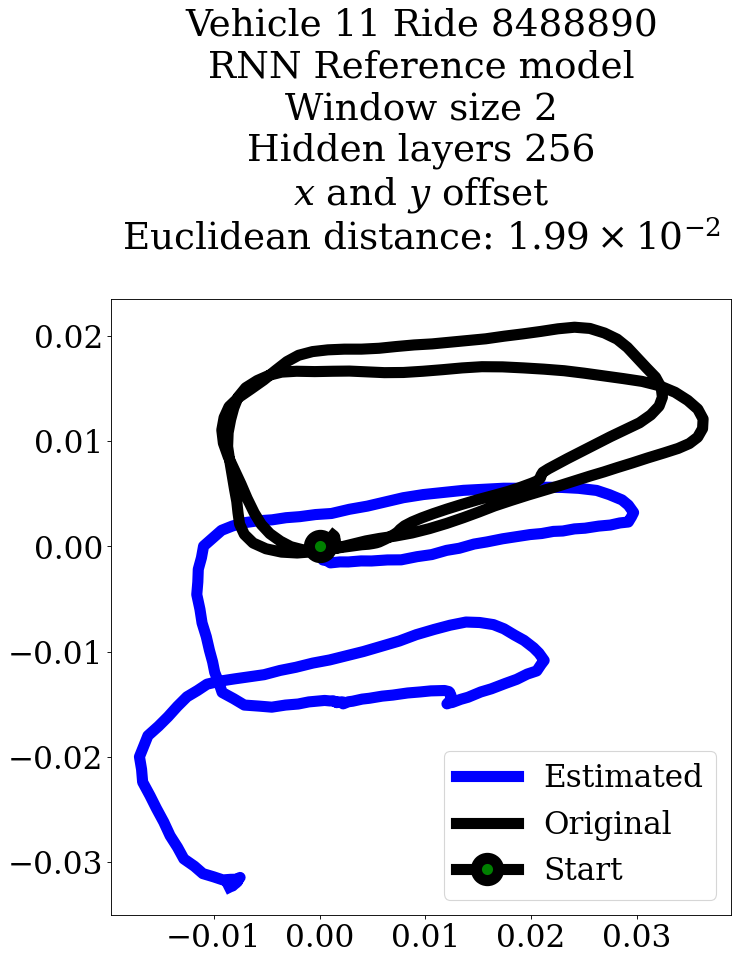 Vehicle 11 Ride 8488890
RNN Reference model
Window size 2
Hidden layers 256
x and y offset
Euclidean distance: 1.99 × 10⁻²
0.02
0.01
0.00
−0.01
−0.02
−0.03
Estimated
Original
Start
−0.01 0.00 0.01 0.02 0.03